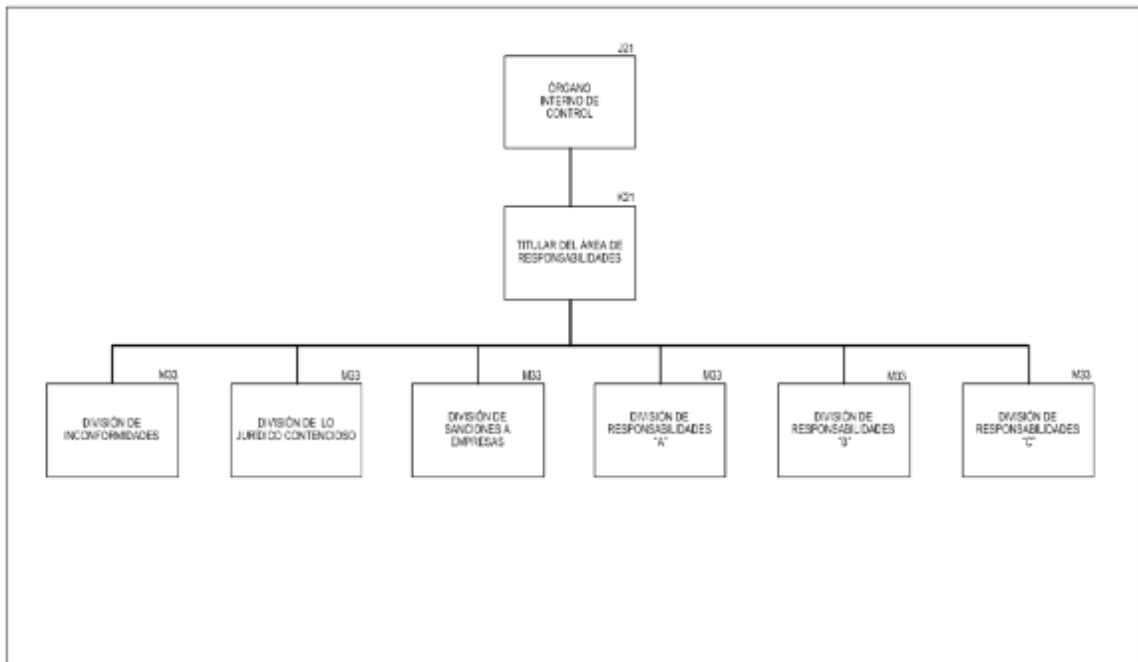 J21
ÓRGANO
INTERNO DE
CONTROL
K21
TITULAR DEL ÁREA DE
RESPONSABILIDADES
M33
DIVISIÓN DE
INCONFORMIDADES
M33
DIVISIÓN DE LO
JURÍDICO CONTENCIOSO
M33
DIVISIÓN DE
SANCIONES A
EMPRESAS
M33
DIVISIÓN DE
RESPONSABILIDADES
"A"
M33
DIVISIÓN DE
RESPONSABILIDADES
"B"
M33
DIVISIÓN DE
RESPONSABILIDADES
"C"